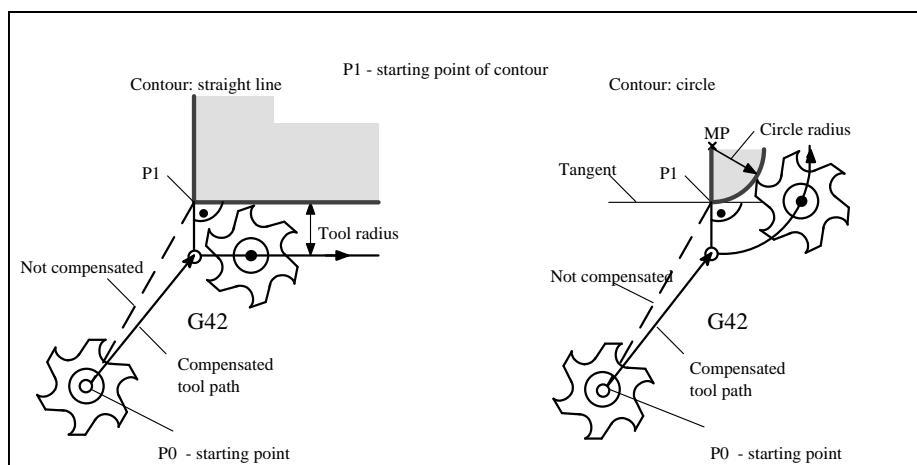 P1 - starting point of contour
Contour: straight line
P1
Tool radius
Not compensated
G42
Compensated
tool path
P0 - starting point
Contour: circle
MP
Circle radius
P1
Tangent
Not compensated
G42
Compensated
tool path
P0 - starting point